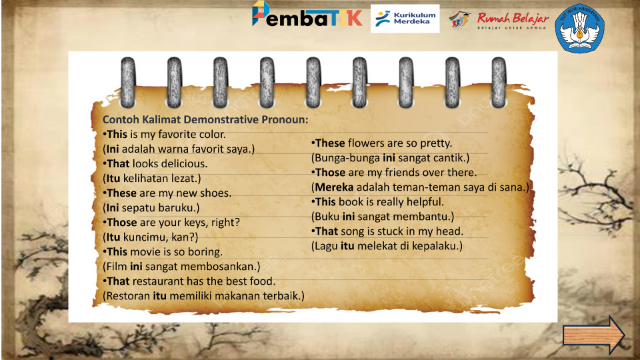 PembaTIK
Kurikulum
Merdeka
Rumah Belajar
belajar untuk semua
Contoh Kalimat Demonstrative Pronoun:
•This is my favorite color.
(Ini adalah warna favorit saya.)
•That looks delicious.
(Itu kelihatan lezat.)
•These are my new shoes.
(Ini sepatu baruku.)
•Those are your keys, right?
(Itu kuncimu, kan?)
•This movie is so boring.
(Film ini sangat membosankan.)
•That restaurant has the best food.
(Restoran itu memiliki makanan terbaik.)
•These flowers are so pretty.
(Bunga-bunga ini sangat cantik.)
•Those are my friends over there.
(Mereka adalah teman-teman saya di sana.)
•This book is really helpful.
(Buku ini sangat membantu.)
•That song is stuck in my head.
(Lagu itu melekat di kepalaku.)